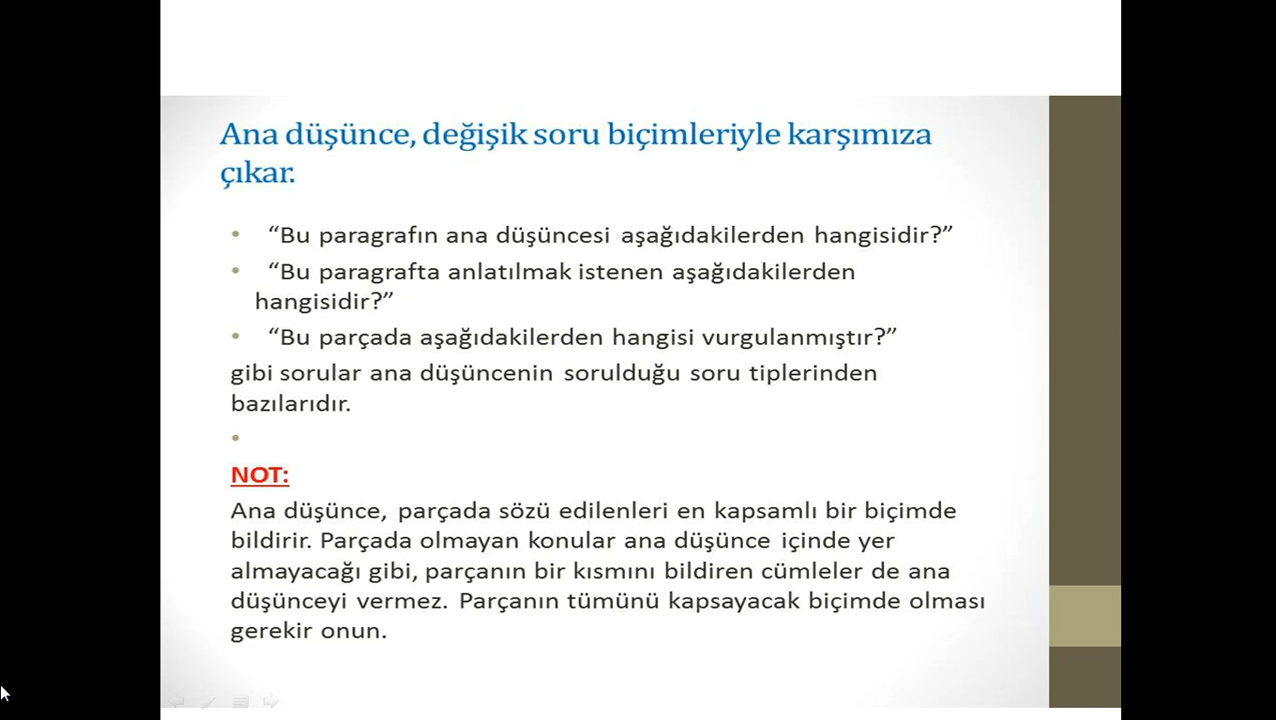 Ana düşünce, değişik soru biçimleriyle karşımıza
çıkar.
• “Bu paragrafın ana düşüncesi aşağıdakilerden hangisidir?”
• “Bu paragrafta anlatılmak istenen aşağıdakilerden
hangisidir?”
• “Bu parçada aşağıdakilerden hangisi vurgulanmıştır?”
gibi sorular ana düşüncenin sorulduğu soru tiplerinden
bazılarıdır.
•
NOT:
Ana düşünce, parçada sözü edilenleri en kapsamlı bir biçimde
bildirir. Parçada olmayan konular ana düşünce içinde yer
almayacağı gibi, parçanın bir kısmını bildiren cümleler de ana
düşünceyi vermez. Parçanın tümünü kapsayacak biçimde olması
gerekir onun.